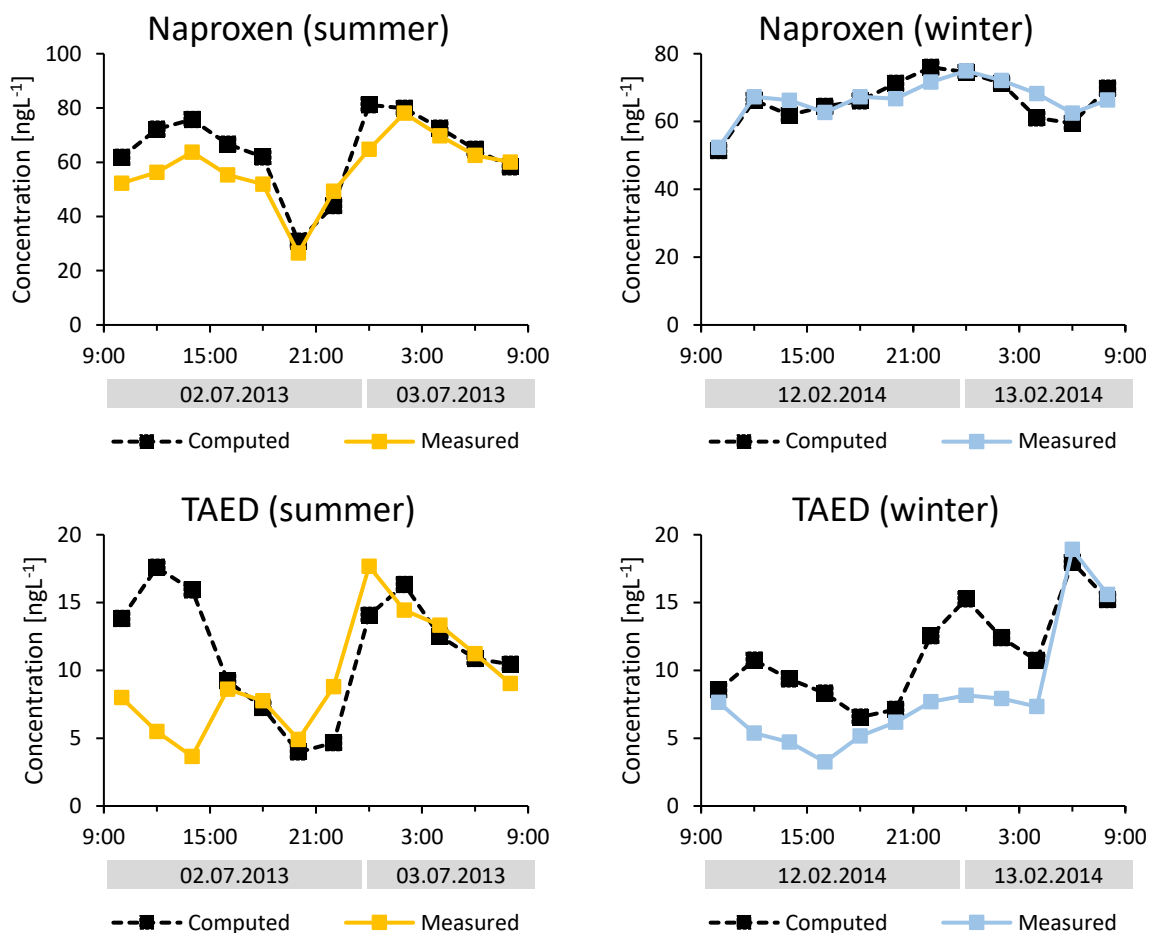 Naproxen (summer)
Concentration [ngL⁻¹]
100
80
60
40
20
0
9:00 15:00 21:00 3:00 9:00
02.07.2013 03.07.2013
Computed Measured
Naproxen (winter)
Concentration [ngL⁻¹]
80
60
40
20
0
9:00 15:00 21:00 3:00 9:00
12.02.2014 13.02.2014
Computed Measured
TAED (summer)
Concentration [ngL⁻¹]
20
15
10
5
0
9:00 15:00 21:00 3:00 9:00
02.07.2013 03.07.2013
Computed Measured
TAED (winter)
Concentration [ngL⁻¹]
20
15
10
5
0
9:00 15:00 21:00 3:00 9:00
12.02.2014 13.02.2014
Computed Measured